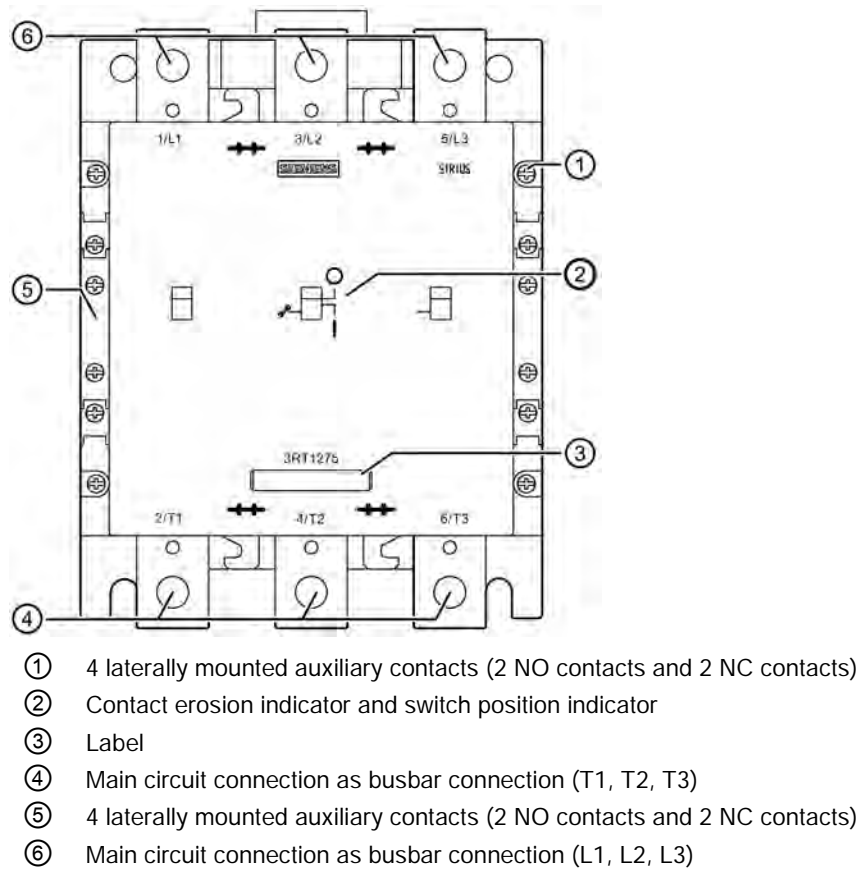 ⑥
1/L1 3/L2 5/L3
SIEMENS SIRIUS
①
⑤ ②
③
3RT1275
2/T1 4/T2 6/T3
④
① 4 laterally mounted auxiliary contacts (2 NO contacts and 2 NC contacts)
② Contact erosion indicator and switch position indicator
③ Label
④ Main circuit connection as busbar connection (T1, T2, T3)
⑤ 4 laterally mounted auxiliary contacts (2 NO contacts and 2 NC contacts)
⑥ Main circuit connection as busbar connection (L1, L2, L3)